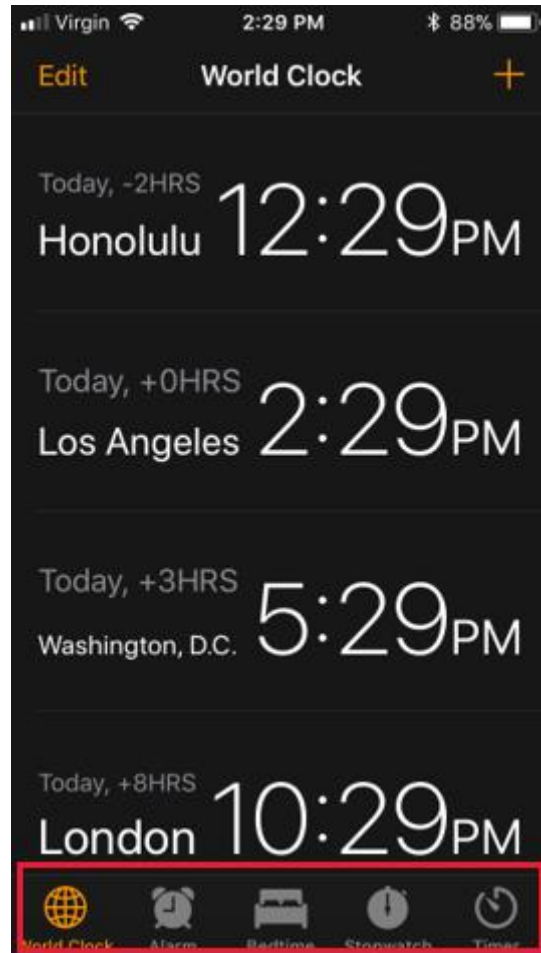 Virgin 2:29 PM 88%
Edit World Clock +
Today, -2HRS
Honolulu 12:29PM
Today, +0HRS
Los Angeles 2:29PM
Today, +3HRS
Washington, D.C. 5:29PM
Today, +8HRS
London 10:29PM
World Clock Alarm Bedtime Stopwatch Timer